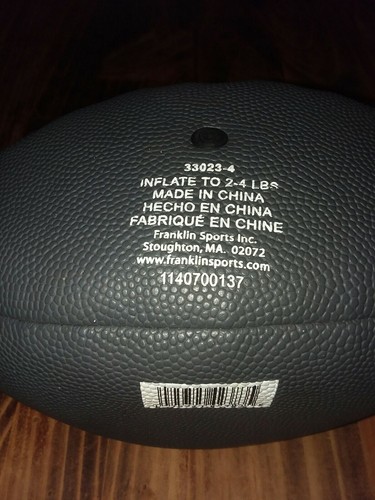 33023-4
INFLATE TO 2-4 LBS
MADE IN CHINA
HECHO EN CHINA
FABRIQUÉ EN CHINE
Franklin Sports Inc.
Stoughton, MA. 02072
www.franklinsports.com
1140700137